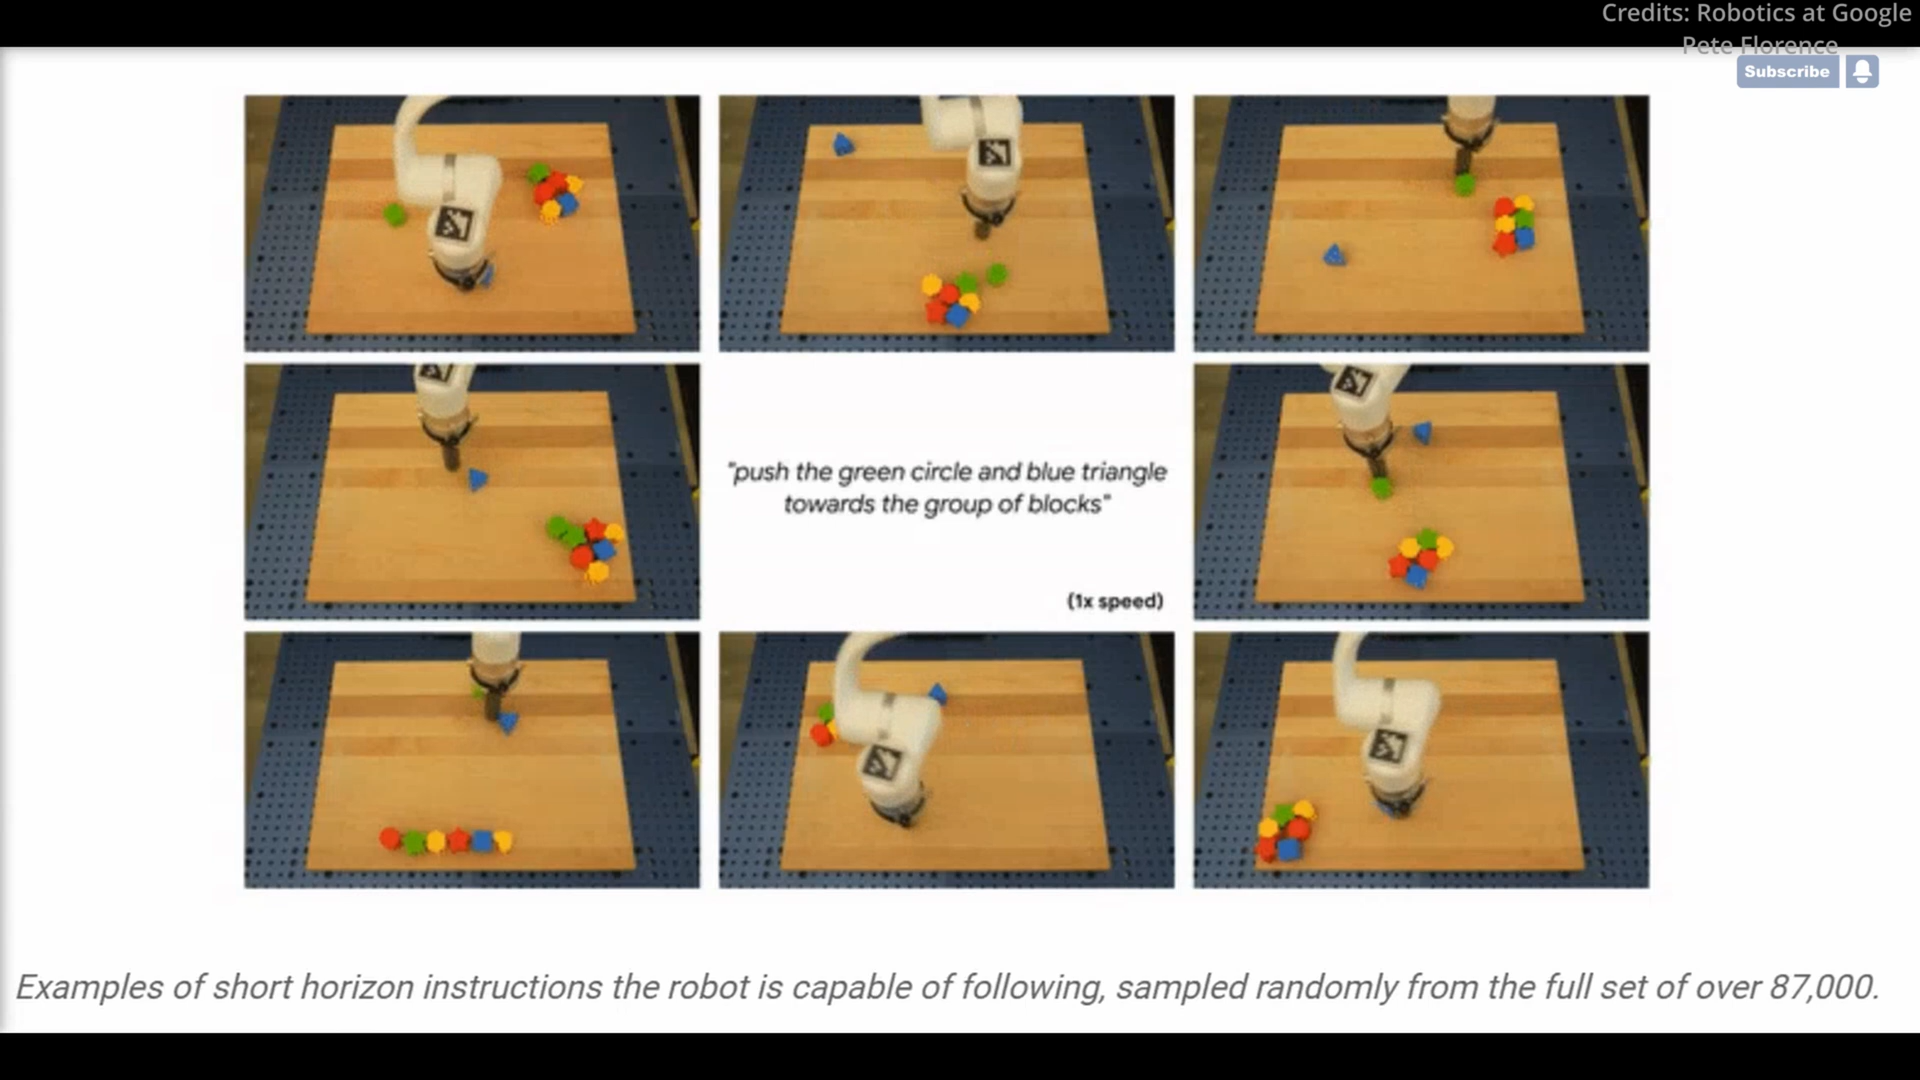 Credits: Robotics at Google
Pete Florence
Subscribe
"push the green circle and blue triangle
towards the group of blocks"
(1x speed)
Examples of short horizon instructions the robot is capable of following, sampled randomly from the full set of over 87,000.